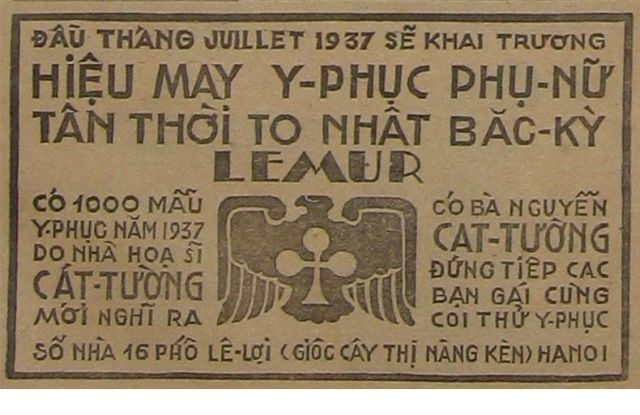 ĐẦU THÁNG JUILLET 1937 SẼ KHAI TRƯƠNG
HIỆU MAY Y-PHỤC PHỤ-NỮ
TÂN THỜI TO NHẤT BẮC-KỲ
LEMUR
CÓ 1000 MẪU
Y-PHỤC NĂM 1937
DO NHÀ HỌA SĨ
CÁT-TƯỜNG
MỚI NGHĨ RA
CÓ BÀ NGUYỄN
CAT-TƯỜNG
ĐỨNG TIẾP CÁC
BẠN GÁI CÙNG
COI THỬ Y-PHỤC
SỐ NHÀ 16 PHỐ LÊ-LỢI (GIỐC CÂY THỊ NÀNG KÈN) HANOI